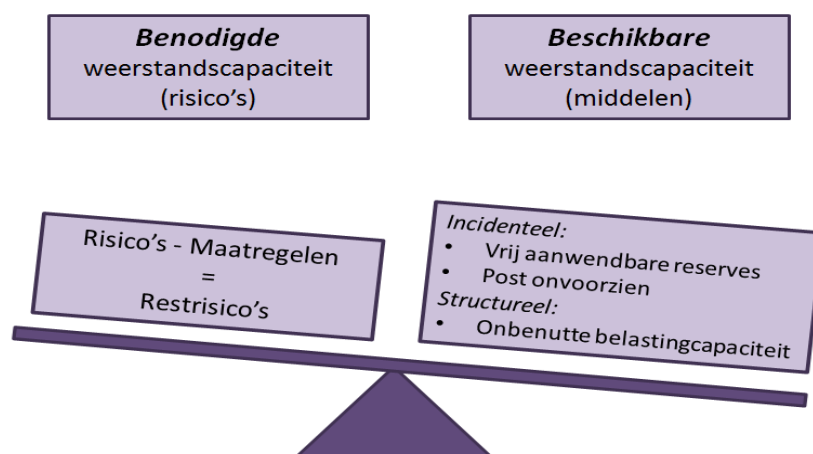 Benodigde
weerstandscapaciteit
(risico's)
Beschikbare
weerstandscapaciteit
(middelen)
Risico's - Maatregelen
=
Restrisico's
Incidenteel:
• Vrij aanwendbare reserves
• Post onvoorzien
Structureel:
• Onbenutte belastingcapaciteit